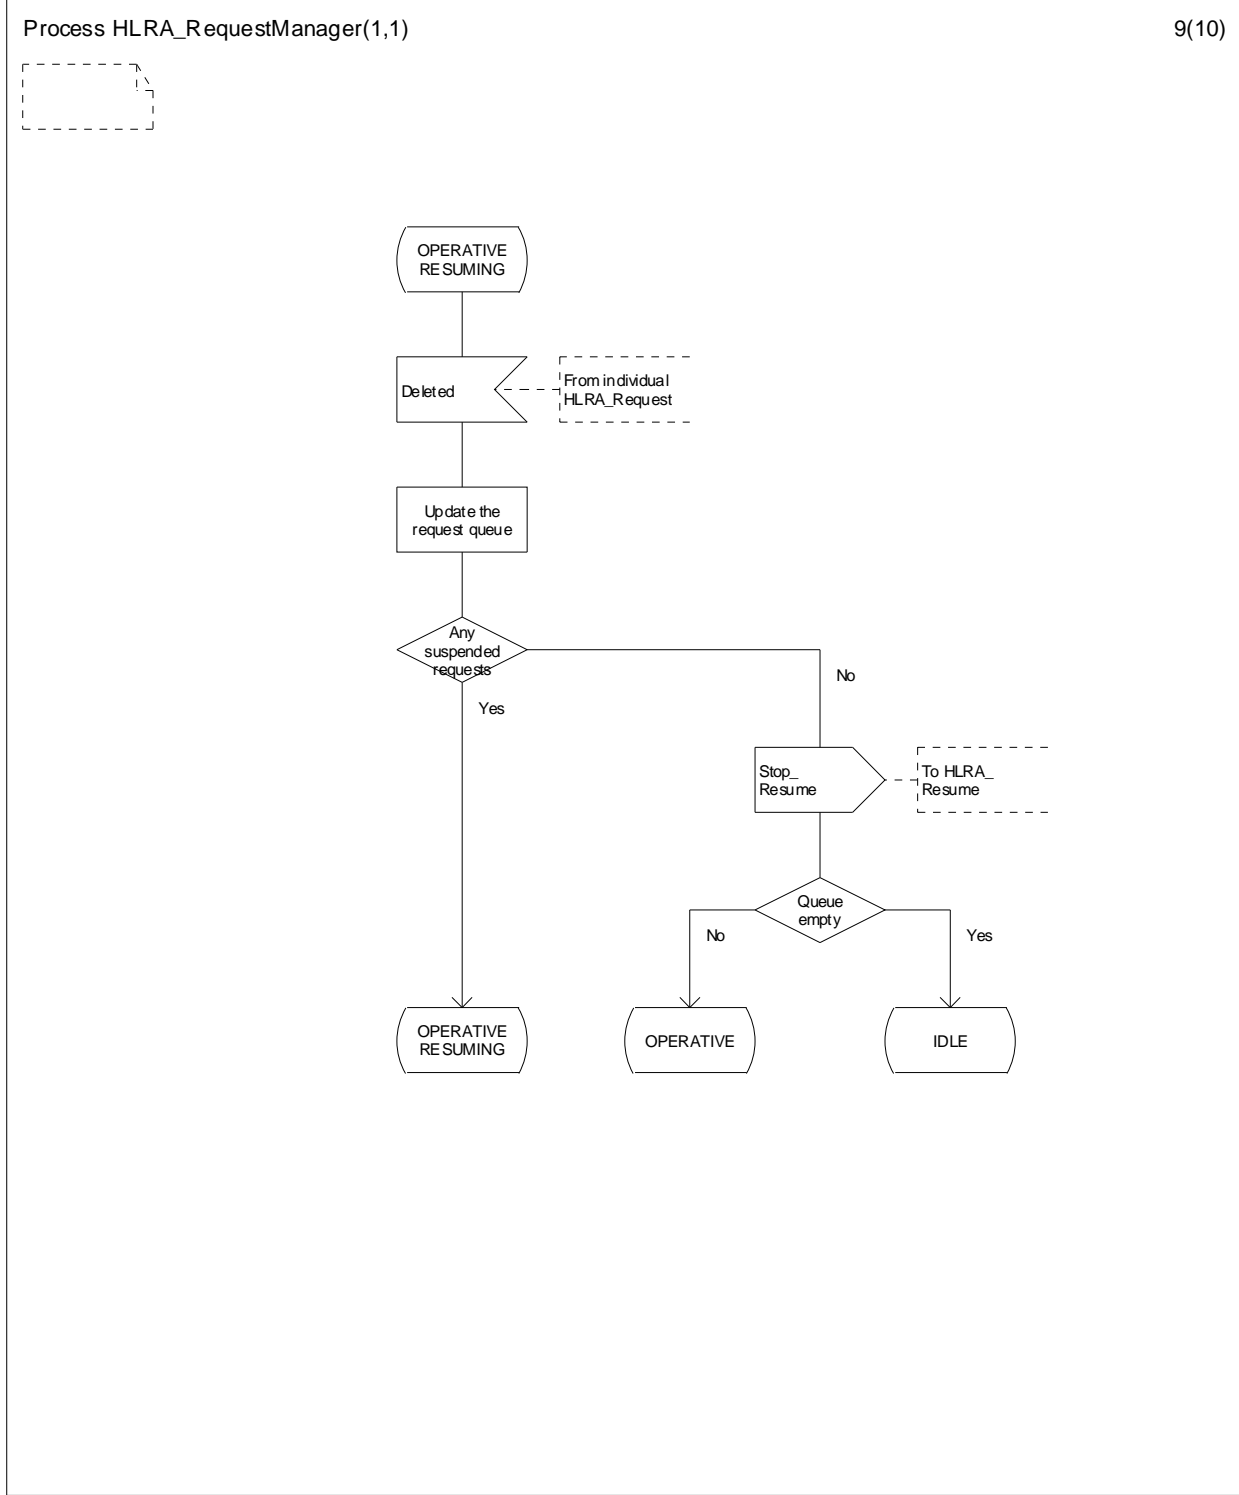 Process HLRA_RequestManager(1,1)
9(10)
OPERATIVE
RESUMING
Deleted
From individual
HLRA_Request
Update the
request queue
Any
suspended
requests
No
Yes
Stop_
Resume
To HLRA_
Resume
Queue
empty
No
Yes
OPERATIVE
RESUMING
OPERATIVE
IDLE